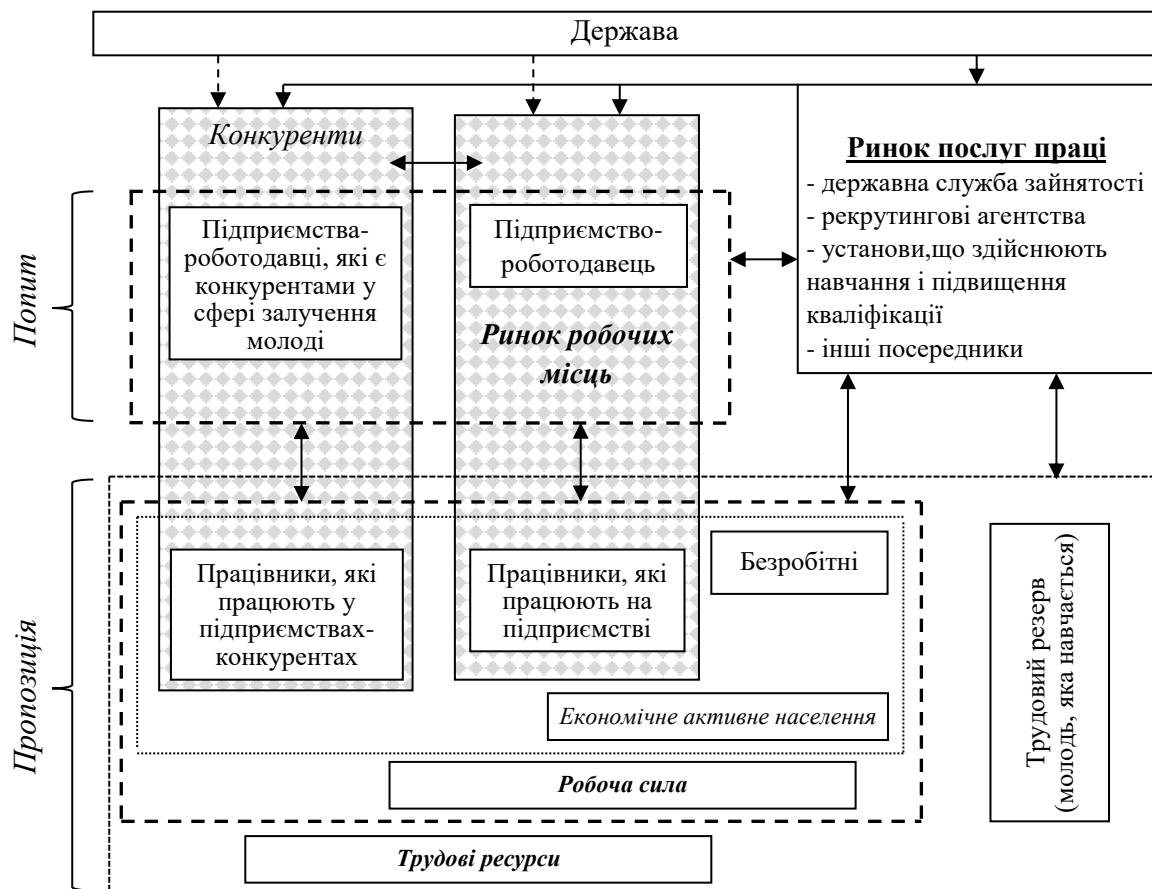 Держава
Конкуренти
Ринок послуг праці
- державна служба зайнятості
- рекрутингові агентства
- установи,що здійснюють
навчання і підвищення
кваліфікації
- інші посередники
Попит
Підприємства-
роботодавці, які є
конкурентами у
сфері залучення
молоді
Підприємство-
роботодавець
Ринок робочих
місць
Пропозиція
Працівники, які
працюють у
підприємствах-
конкурентах
Працівники, які
працюють на
підприємстві
Безробітні
Економічне активне населення
Робоча сила
Трудові ресурси
Трудовий резерв
(молодь, яка навчається)